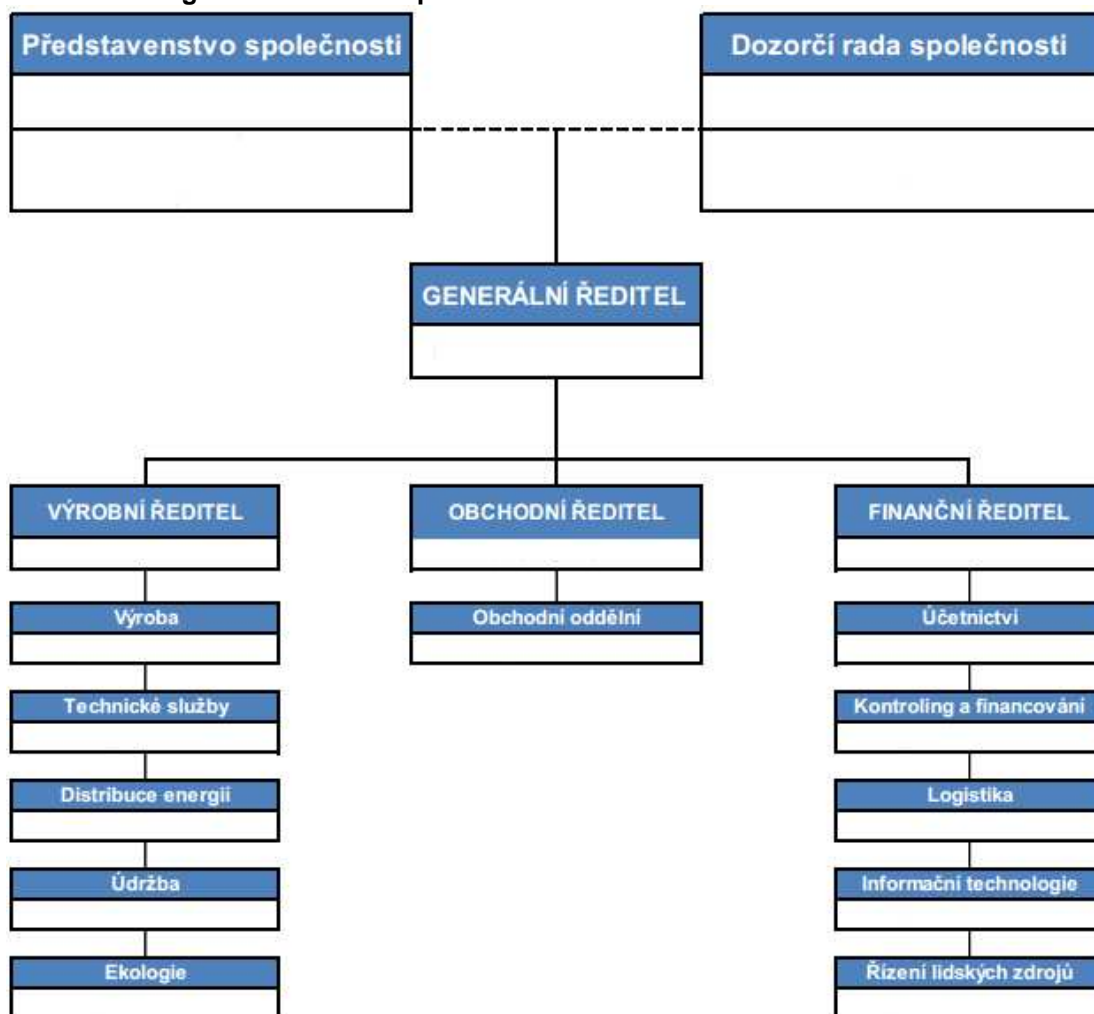 Představenstvo společnosti
Dozorčí rada společnosti
GENERÁLNÍ ŘEDITEL
VÝROBNÍ ŘEDITEL
OBCHODNÍ ŘEDITEL
FINANČNÍ ŘEDITEL
Výroba
Obchodní oddělní
Účetnictvi
Technické služby
Kontroling a financování
Distribuce energií
Logistika
Údržba
Informační technologie
Ekologie
Řízení lidských zdrojů